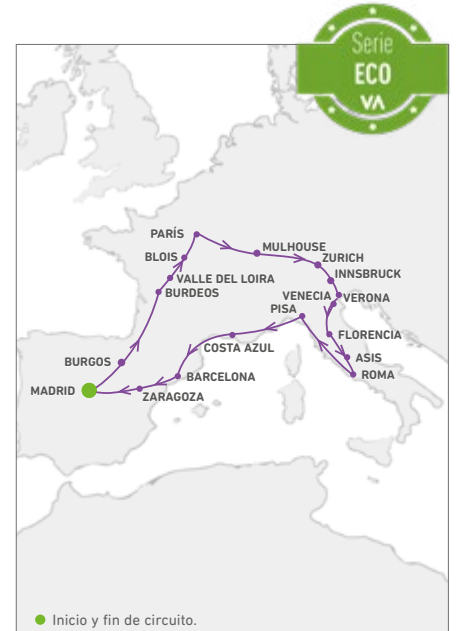 Serie
ECO
VA
PARÍS
MULHOUSE
BLOIS
ZURICH
VALLE DEL LOIRA
INNSBRUCK
BURDEOS
VENECIA
VERONA
PISA
FLORENCIA
COSTA AZUL
BURGOS
ASIS
BARCELONA
ROMA
MADRID
ZARAGOZA
Inicio y fin de circuito.